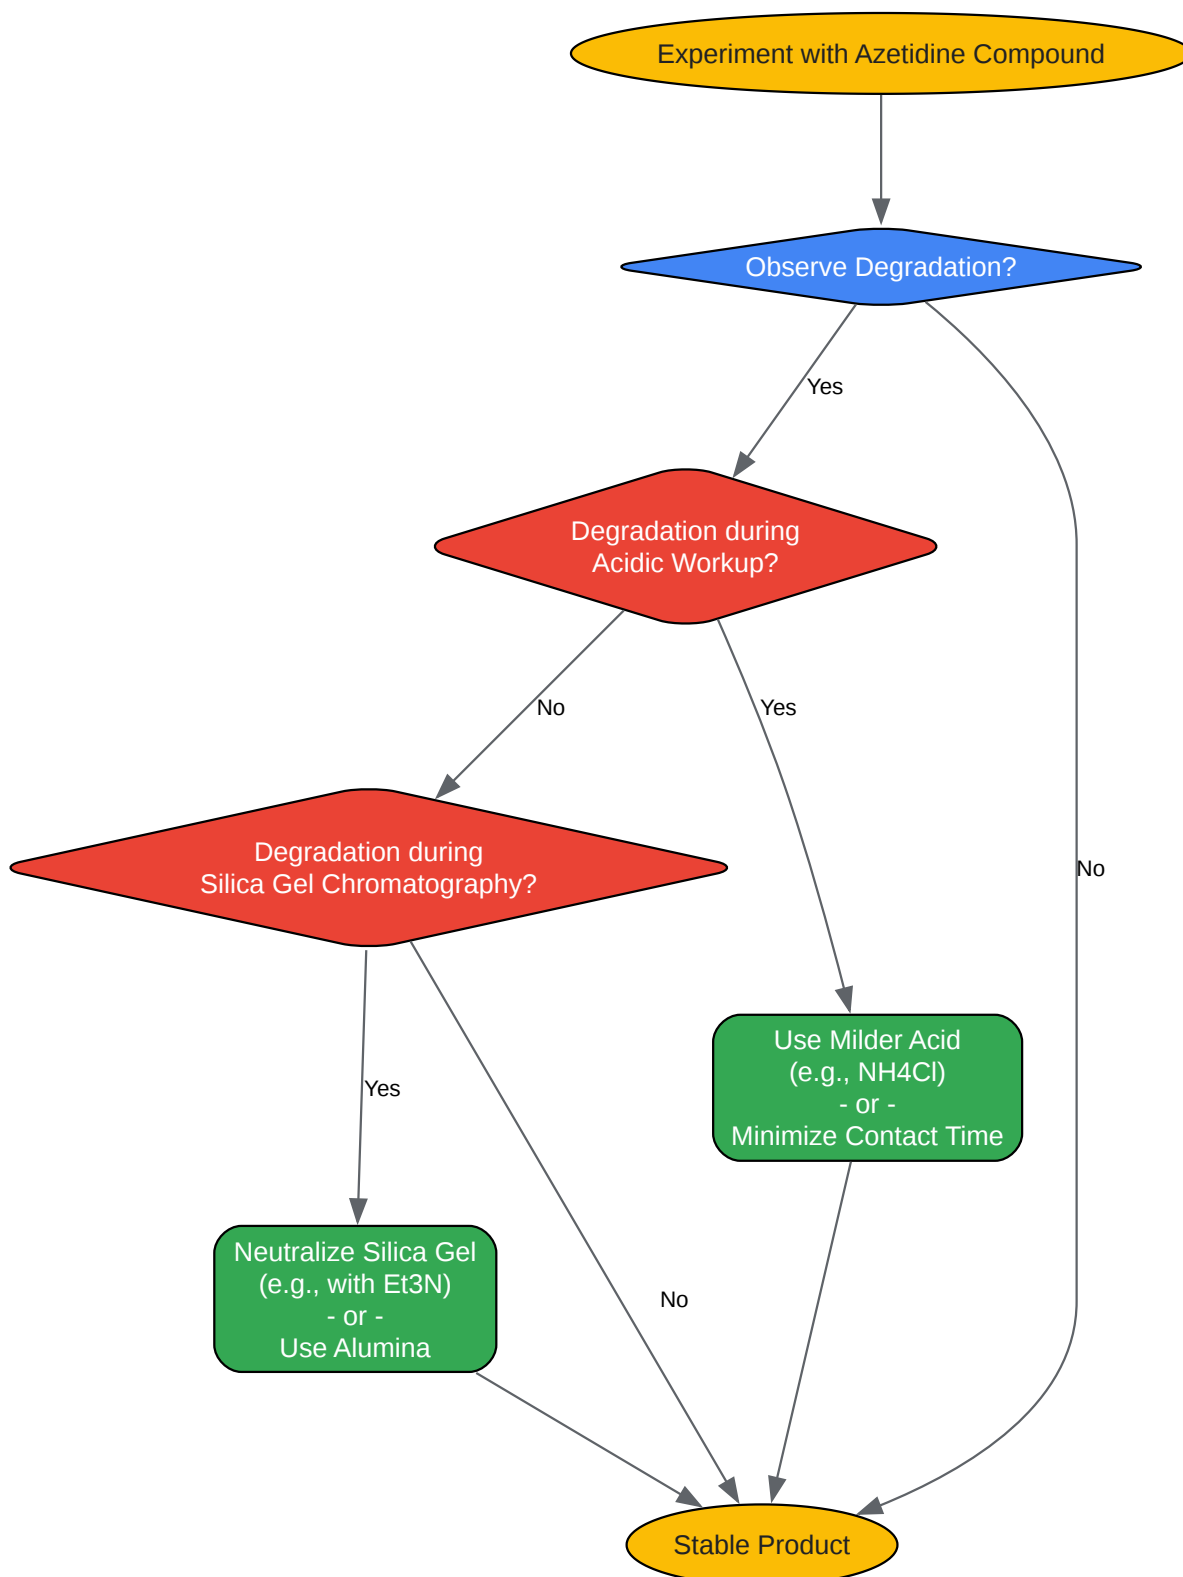 Experiment with Azetidine Compound
Observe Degradation?
Yes
Degradation during
Acidic Workup?
No
Yes
Degradation during
Silica Gel Chromatography?
No
Use Milder Acid
(e.g., NH4Cl)
- or -
Minimize Contact Time
Yes
Neutralize Silica Gel
(e.g., with Et3N)
- or -
Use Alumina
No
Stable Product